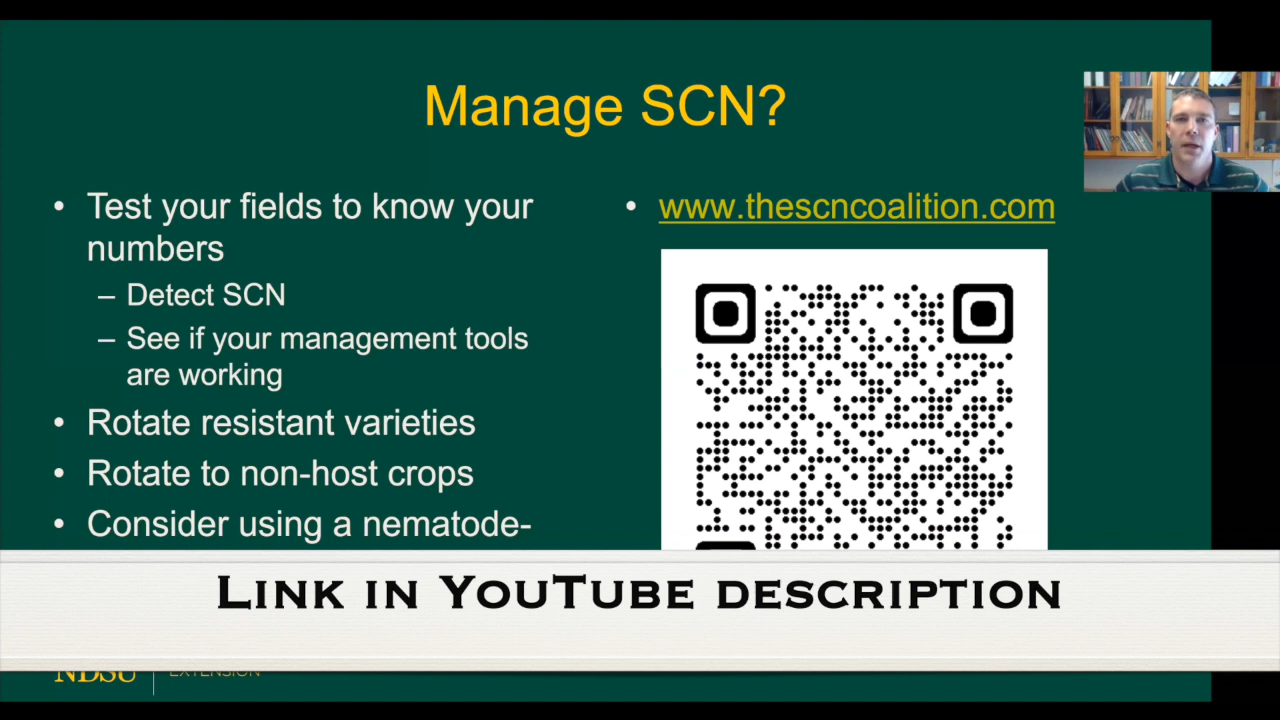 Manage SCN?
• Test your fields to know your
numbers
– Detect SCN
– See if your management tools
are working
• Rotate resistant varieties
• Rotate to non-host crops
• Consider using a nematode-
• www.thescncoalition.com
Link in YouTube description
NDSU EXTENSION